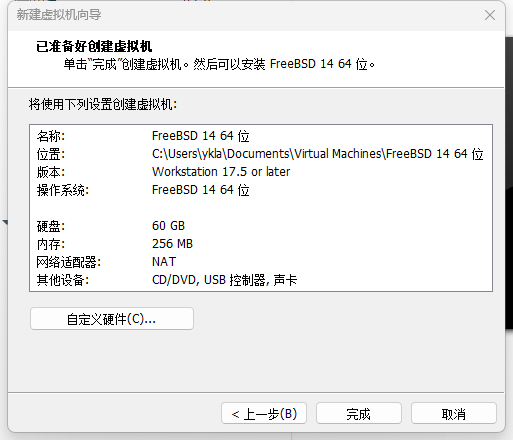 新建虚拟机向导
已准备好创建虚拟机
单击“完成”创建虚拟机。然后可以安装 FreeBSD 14 64 位。
将使用下列设置创建虚拟机:
名称: FreeBSD 14 64 位
位置: C:\Users\ykla\Documents\Virtual Machines\FreeBSD 14 64 位
版本: Workstation 17.5 or later
操作系统: FreeBSD 14 64 位
硬盘: 60 GB
内存: 256 MB
网络适配器: NAT
其他设备: CD/DVD, USB 控制器, 声卡
自定义硬件(C)...
< 上一步(B) 完成 取消